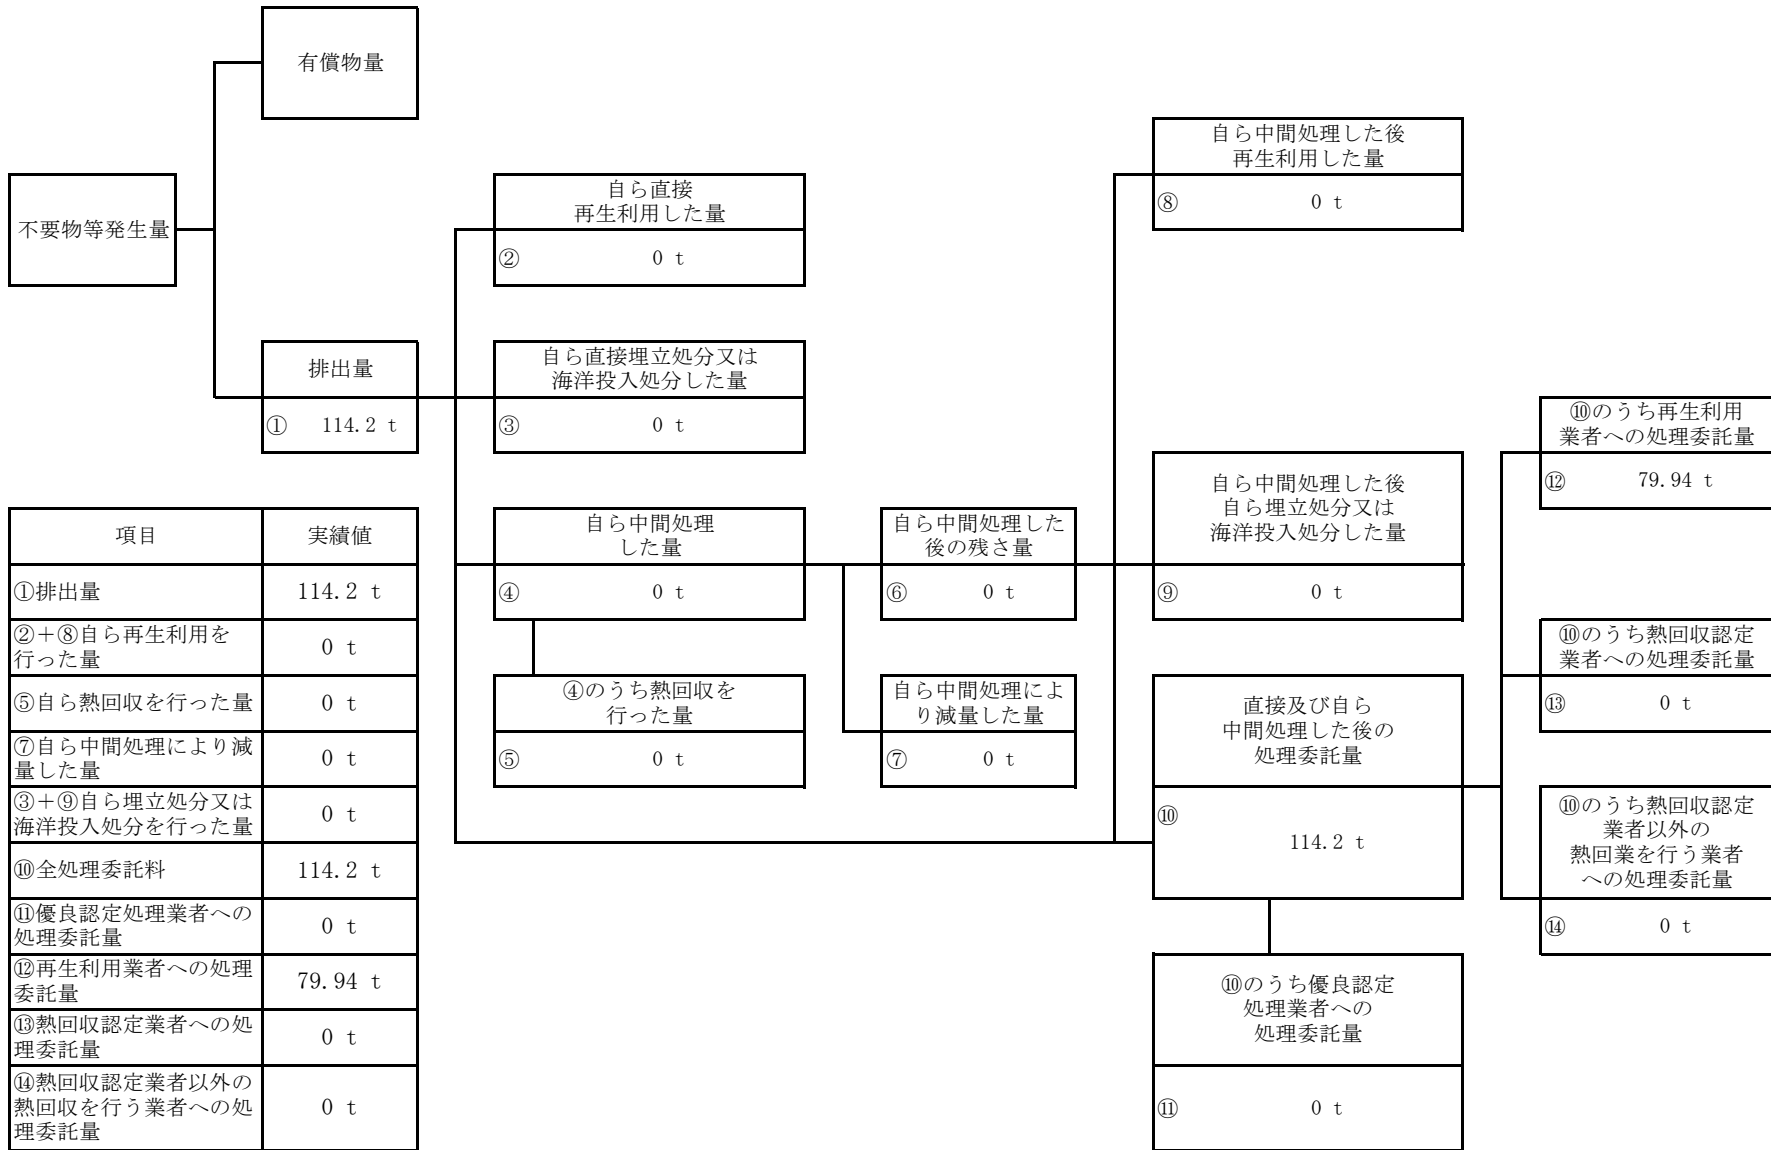 有償物量
不要物等発生量
排出量
① 114.2 t
自ら直接
再生利用した量
② 0 t
自ら直接埋立処分又は
海洋投入処分した量
③ 0 t
自ら中間処理
した量
④ 0 t
④のうち熱回収を
行った量
⑤ 0 t
自ら中間処理した
後の残さ量
⑥ 0 t
自ら中間処理によ
り減量した量
⑦ 0 t
自ら中間処理した後
再生利用した量
⑧ 0 t
自ら中間処理した後
自ら埋立処分又は
海洋投入処分した量
⑨ 0 t
直接及び自ら
中間処理した後の
処理委託量
⑩
114.2 t
⑩のうち優良認定
処理業者への
処理委託量
⑪ 0 t
⑩のうち再生利用
業者への処理委託量
⑫ 79.94 t
⑩のうち熱回収認定
業者への処理委託量
⑬ 0 t
⑩のうち熱回収認定
業者以外の
熱回業を行う業者
への処理委託量
⑭ 0 t
項目 実績値
①排出量 114.2 t
②＋⑧自ら再生利用を
行った量 0 t
⑤自ら熱回収を行った量 0 t
⑦自ら中間処理により減
量した量 0 t
③＋⑨自ら埋立処分又は
海洋投入処分を行った量 0 t
⑩全処理委託料 114.2 t
⑪優良認定処理業者への
処理委託量 0 t
⑫再生利用業者への処理
委託量 79.94 t
⑬熱回収認定業者への処
理委託量 0 t
⑭熱回収認定業者以外の
熱回収を行う業者への処
理委託量 0 t